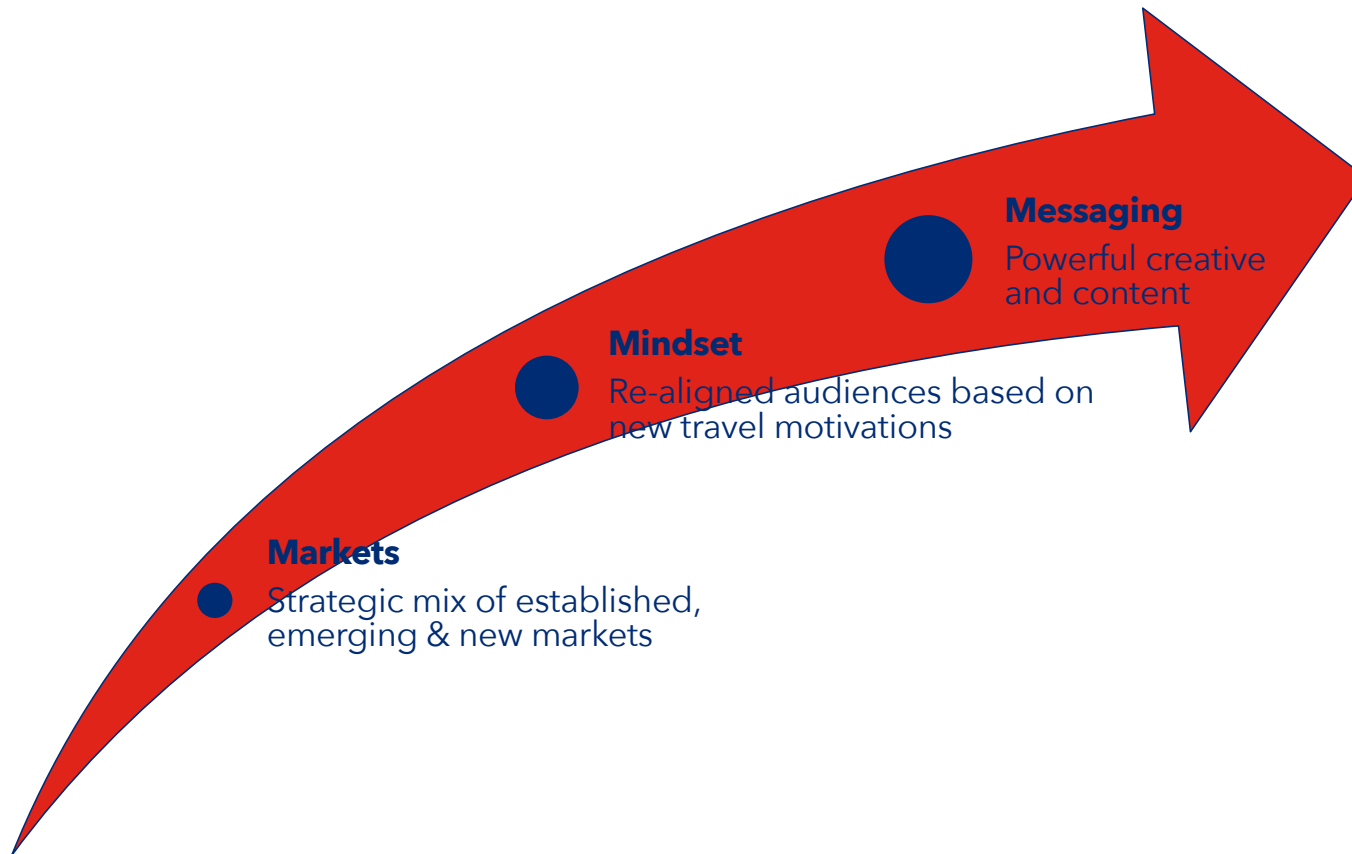 Messaging
Powerful creative
and content
Mindset
Re-aligned audiences based on
new travel motivations
Markets
Strategic mix of established,
emerging & new markets